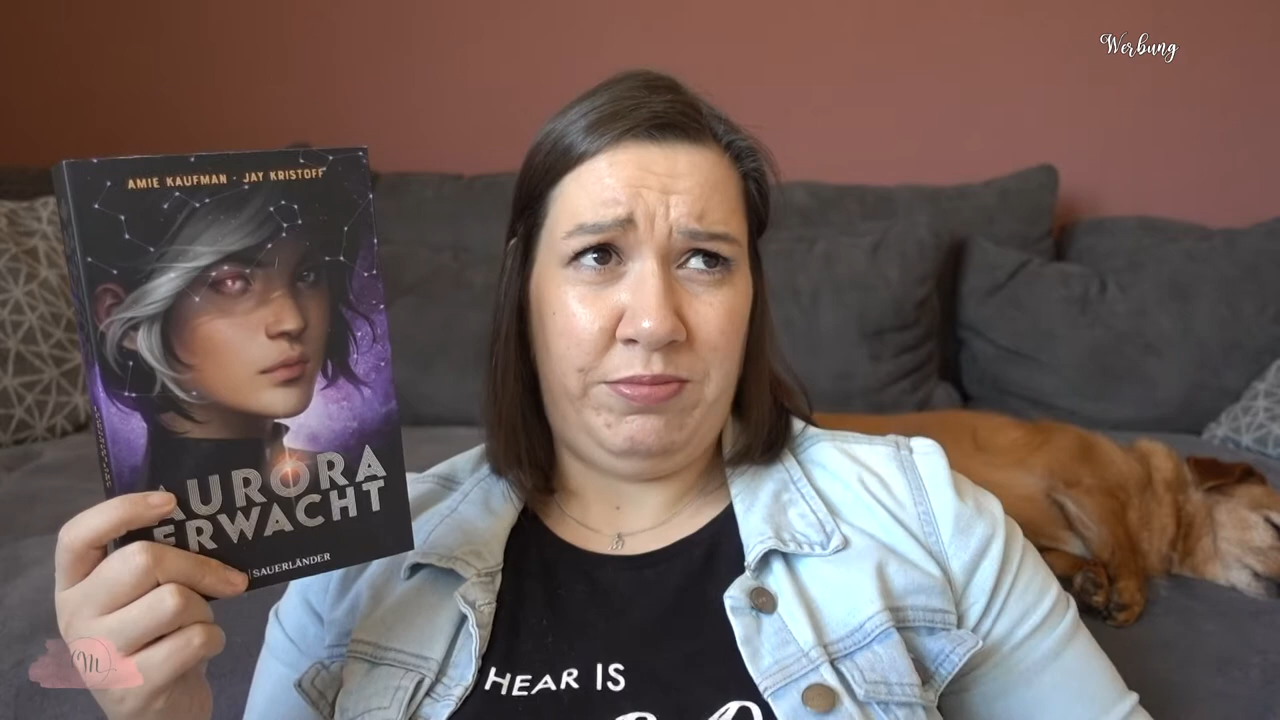 Werbung
AMIE KAUFMAN · JAY KRISTOFF
AURORA
ERWACHT
SAUERLÄNDER
HEAR IS
M